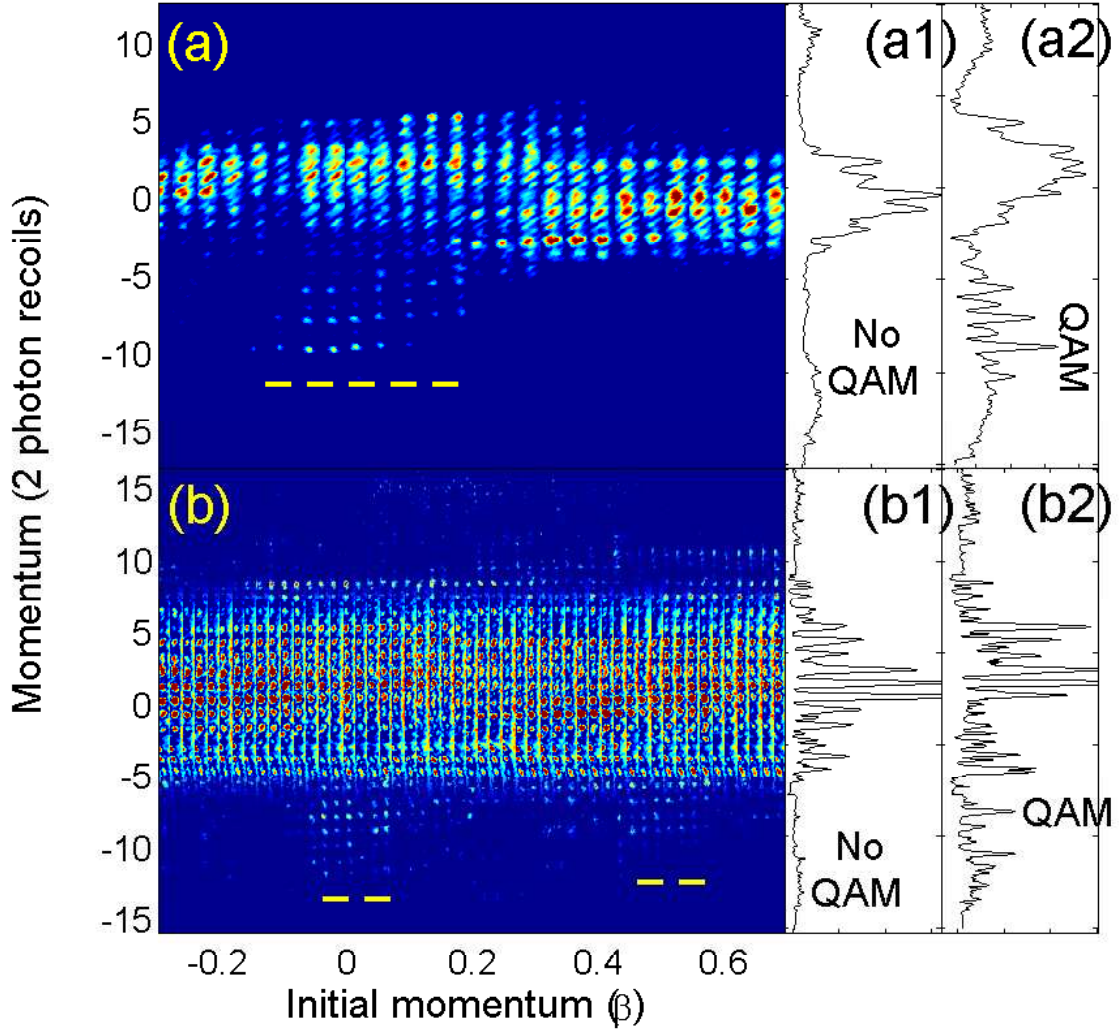 (a)
(a1)
(a2)
10
5
0
-5
-10
-15
No
QAM
QAM
Momentum (2 photon recoils)
(b)
(b1)
(b2)
15
10
5
0
-5
-10
-15
No
QAM
QAM
-0.2
0
0.2
0.4
0.6
Initial momentum (β)